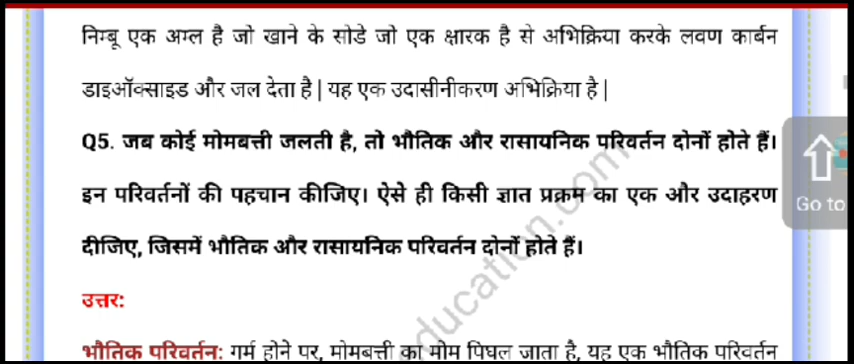 निम्बू एक अम्ल है जो खाने के सोडे जो एक क्षारक है से अभिक्रिया करके लवण कार्बन
डाइऑक्साइड और जल देता है | यह एक उदासीनीकरण अभिक्रिया है |
Q5. जब कोई मोमबत्ती जलती है, तो भौतिक और रासायनिक परिवर्तन दोनों होते हैं।
इन परिवर्तनों की पहचान कीजिए। ऐसे ही किसी ज्ञात प्रक्रम का एक और उदाहरण
Go to
दीजिए, जिसमें भौतिक और रासायनिक परिवर्तन दोनों होते हैं।
उत्तर:
भौतिक परिवर्तन: गर्म होने पर, मोमबत्ती का मोम पिघल जाता है, यह एक भौतिक परिवर्तन
ducation.com